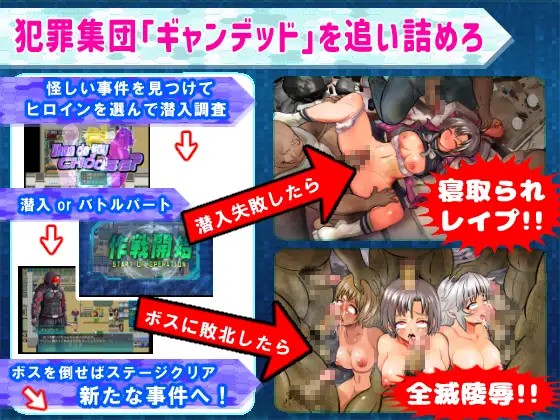 犯罪集団「ギャンデッド」を追い詰めろ
怪しい事件を見つけて
ヒロインを選んで潜入調査
CHOOSE?
潜入 or バトルパート
作戦開始
START OPERATION
潜入失敗したら
寝取られ
レイプ!!
ボスに敗北したら
ボスを倒せばステージクリア
新たな事件へ!
全滅陵辱!!